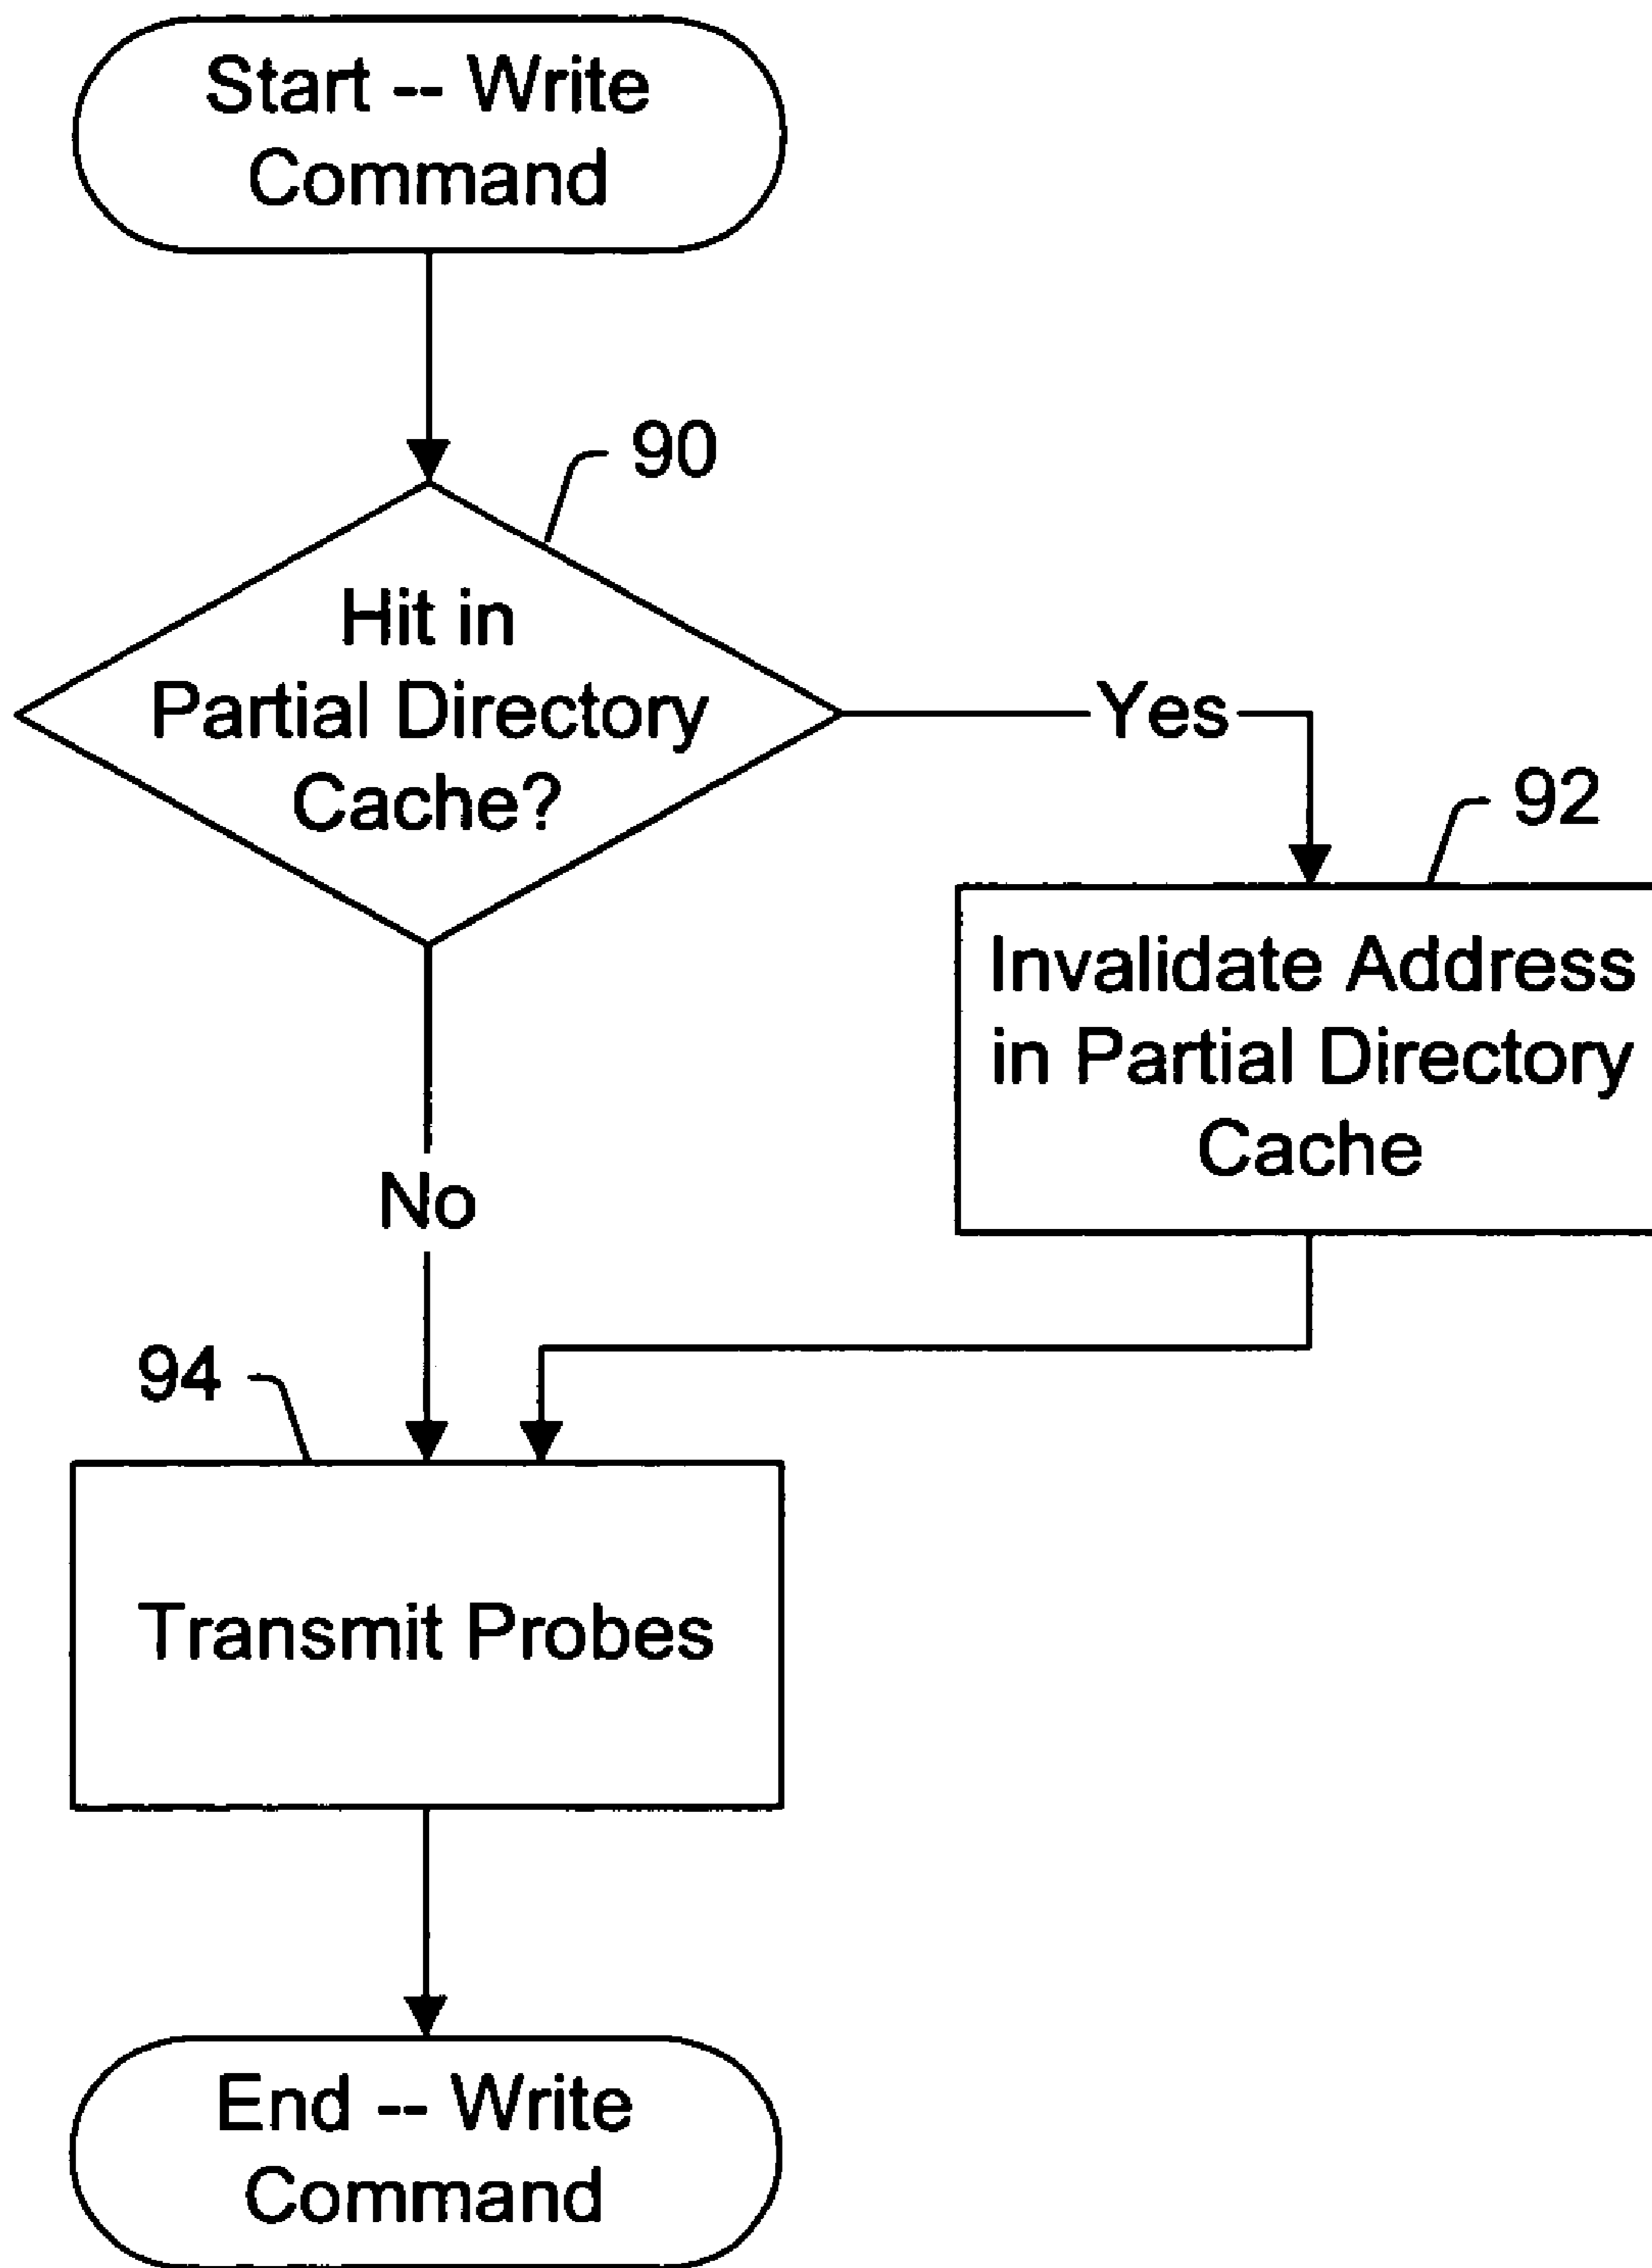 Start -- Write
Command
90
Hit in
Partial Directory
Cache?
Yes
92
Invalidate Address
in Partial Directory
Cache
No
94
Transmit Probes
End -- Write
Command